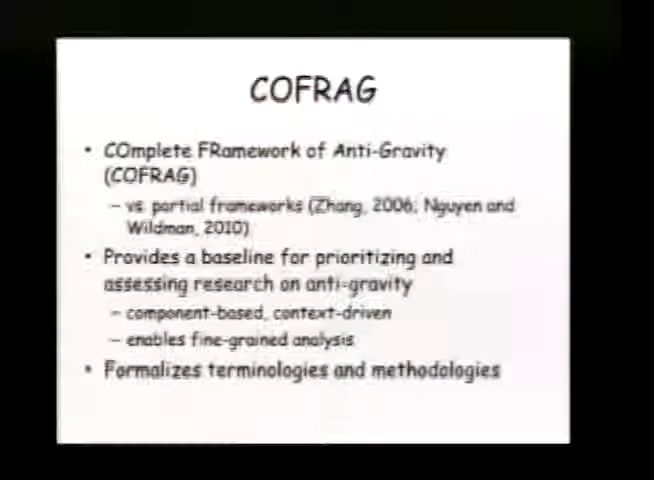 COFRAG
• COmplete FRamework of Anti-Gravity
(COFRAG)
– vs. partial frameworks (Zhang, 2006; Nguyen and
Wildman, 2010)
• Provides a baseline for prioritizing and
assessing research on anti-gravity
– component-based, context-driven
– enables fine-grained analysis
• Formalizes terminologies and methodologies